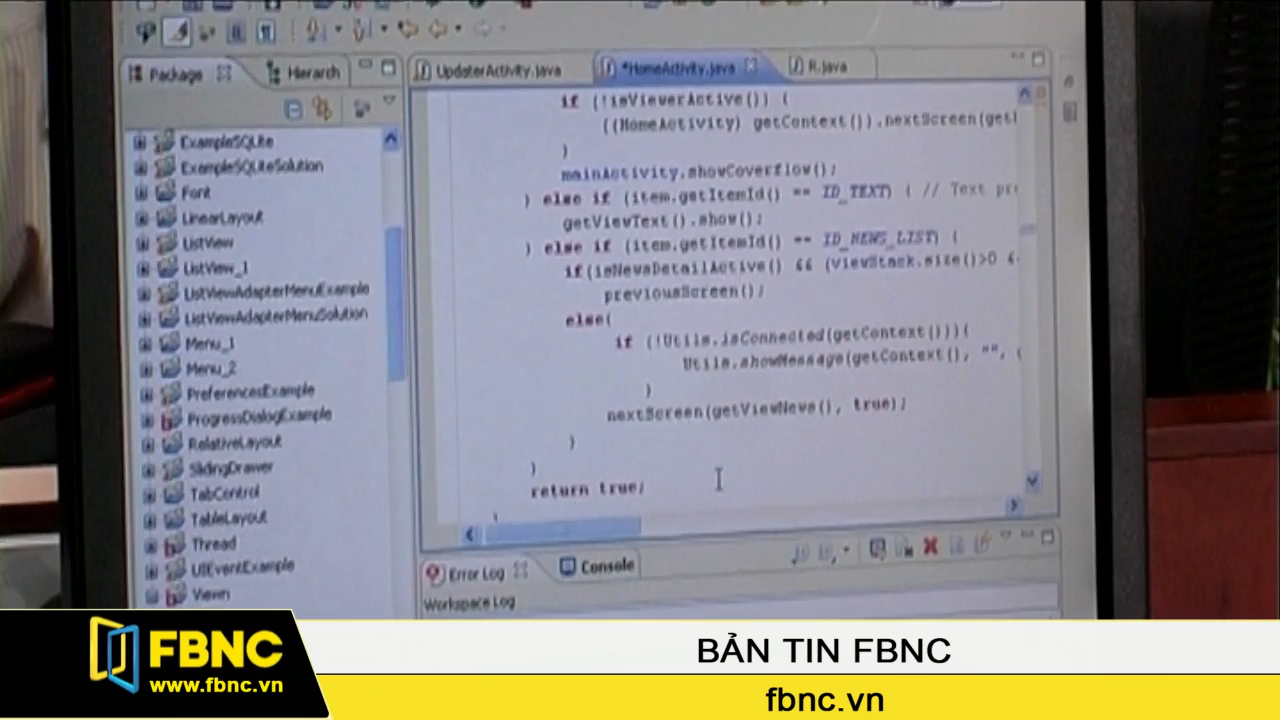 Package
Hierarch
UpdaterActivity.java
*HomeActivity.java
R.java
ExampleSQLite
ExampleSQLiteSolution
Font
LinearLayout
ListView
ListView_1
ListViewAdapterMenuExample
ListViewAdapterMenuSolution
Menu_1
Menu_2
PreferencesExample
ProgressDialogExample
RelativeLayout
SlidingDrawer
TabControl
TableLayout
Thread
UIEventExample
if (!isViewerActive()) {
((HomeActivity) getContext()).nextScreen(get
}
mainActivity.showCoverflow();
} else if (item.getItemId() == ID_TEXT) { // Text pre
getViewText().show();
} else if (item.getItemId() == ID_NEWS_LIST) {
if(isNewsDetailActive() && (viewStack.size()>0 &
previousScreen();
else{
if (!Utils.isConnected(getContext())){
Utils.showMessage(getContext(), "", (
}
nextScreen(getViewNews(), true);
}
}
return true;
}
Error Log
Console
Workspace Log
FBNC
www.fbnc.vn
BẢN TIN FBNC
fbnc.vn